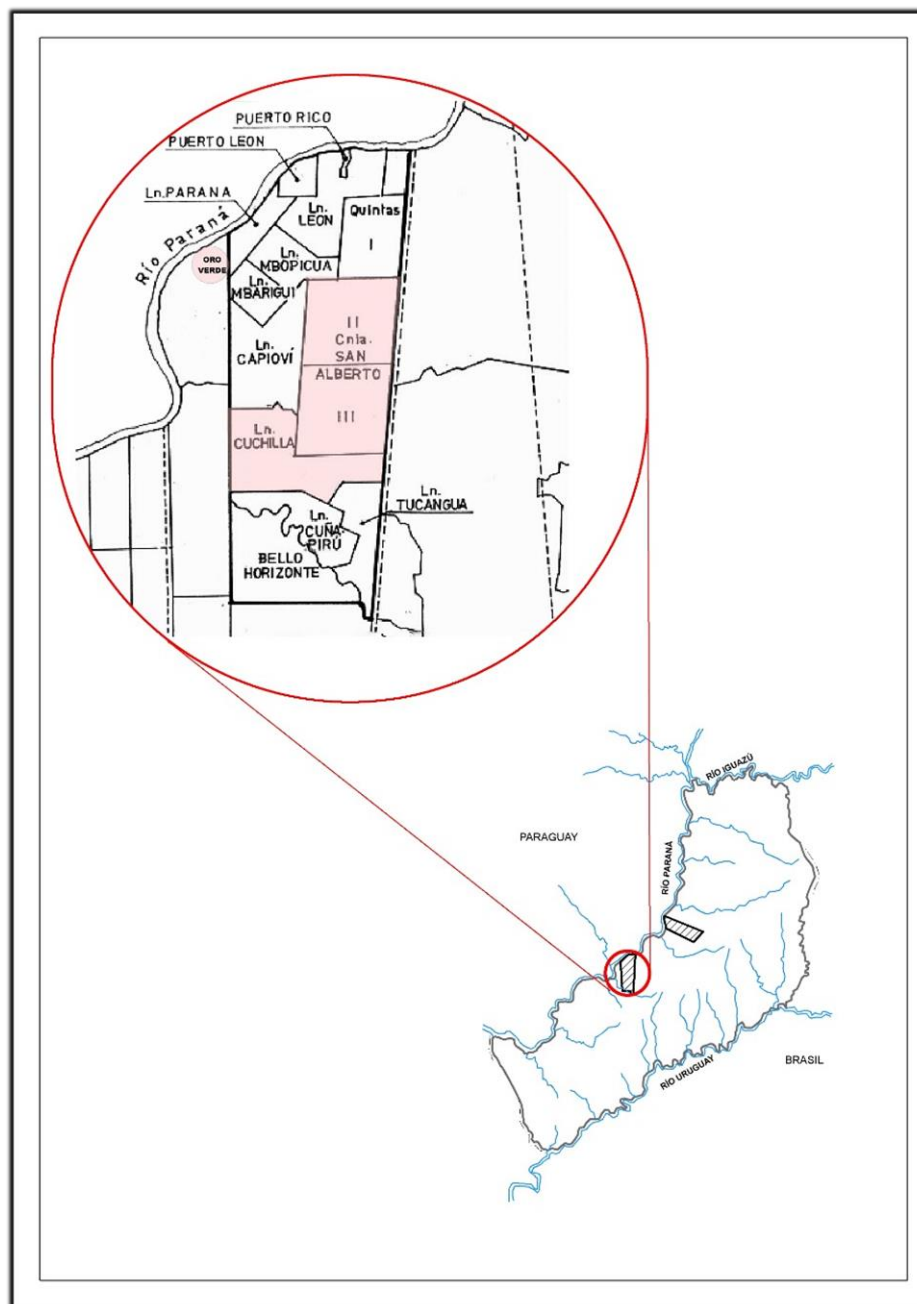 PUERTO RICO
PUERTO LEON
Ln. PARANA
Río Paraná
ORO
VERDE
Ln.
LEON
Quintas
I
Ln.
MBOPICUA
Ln.
MBARIGUI
II
Cnia.
SAN
ALBERTO
III
Ln.
CAPIOVÍ
Ln.
CUCHILLA
Ln.
TUCANGUA
Ln.
CUÑA-
PIRÚ
BELLO
HORIZONTE
RÍO IGUAZÚ
PARAGUAY
RÍO PARANÁ
BRASIL
RÍO URUGUAY